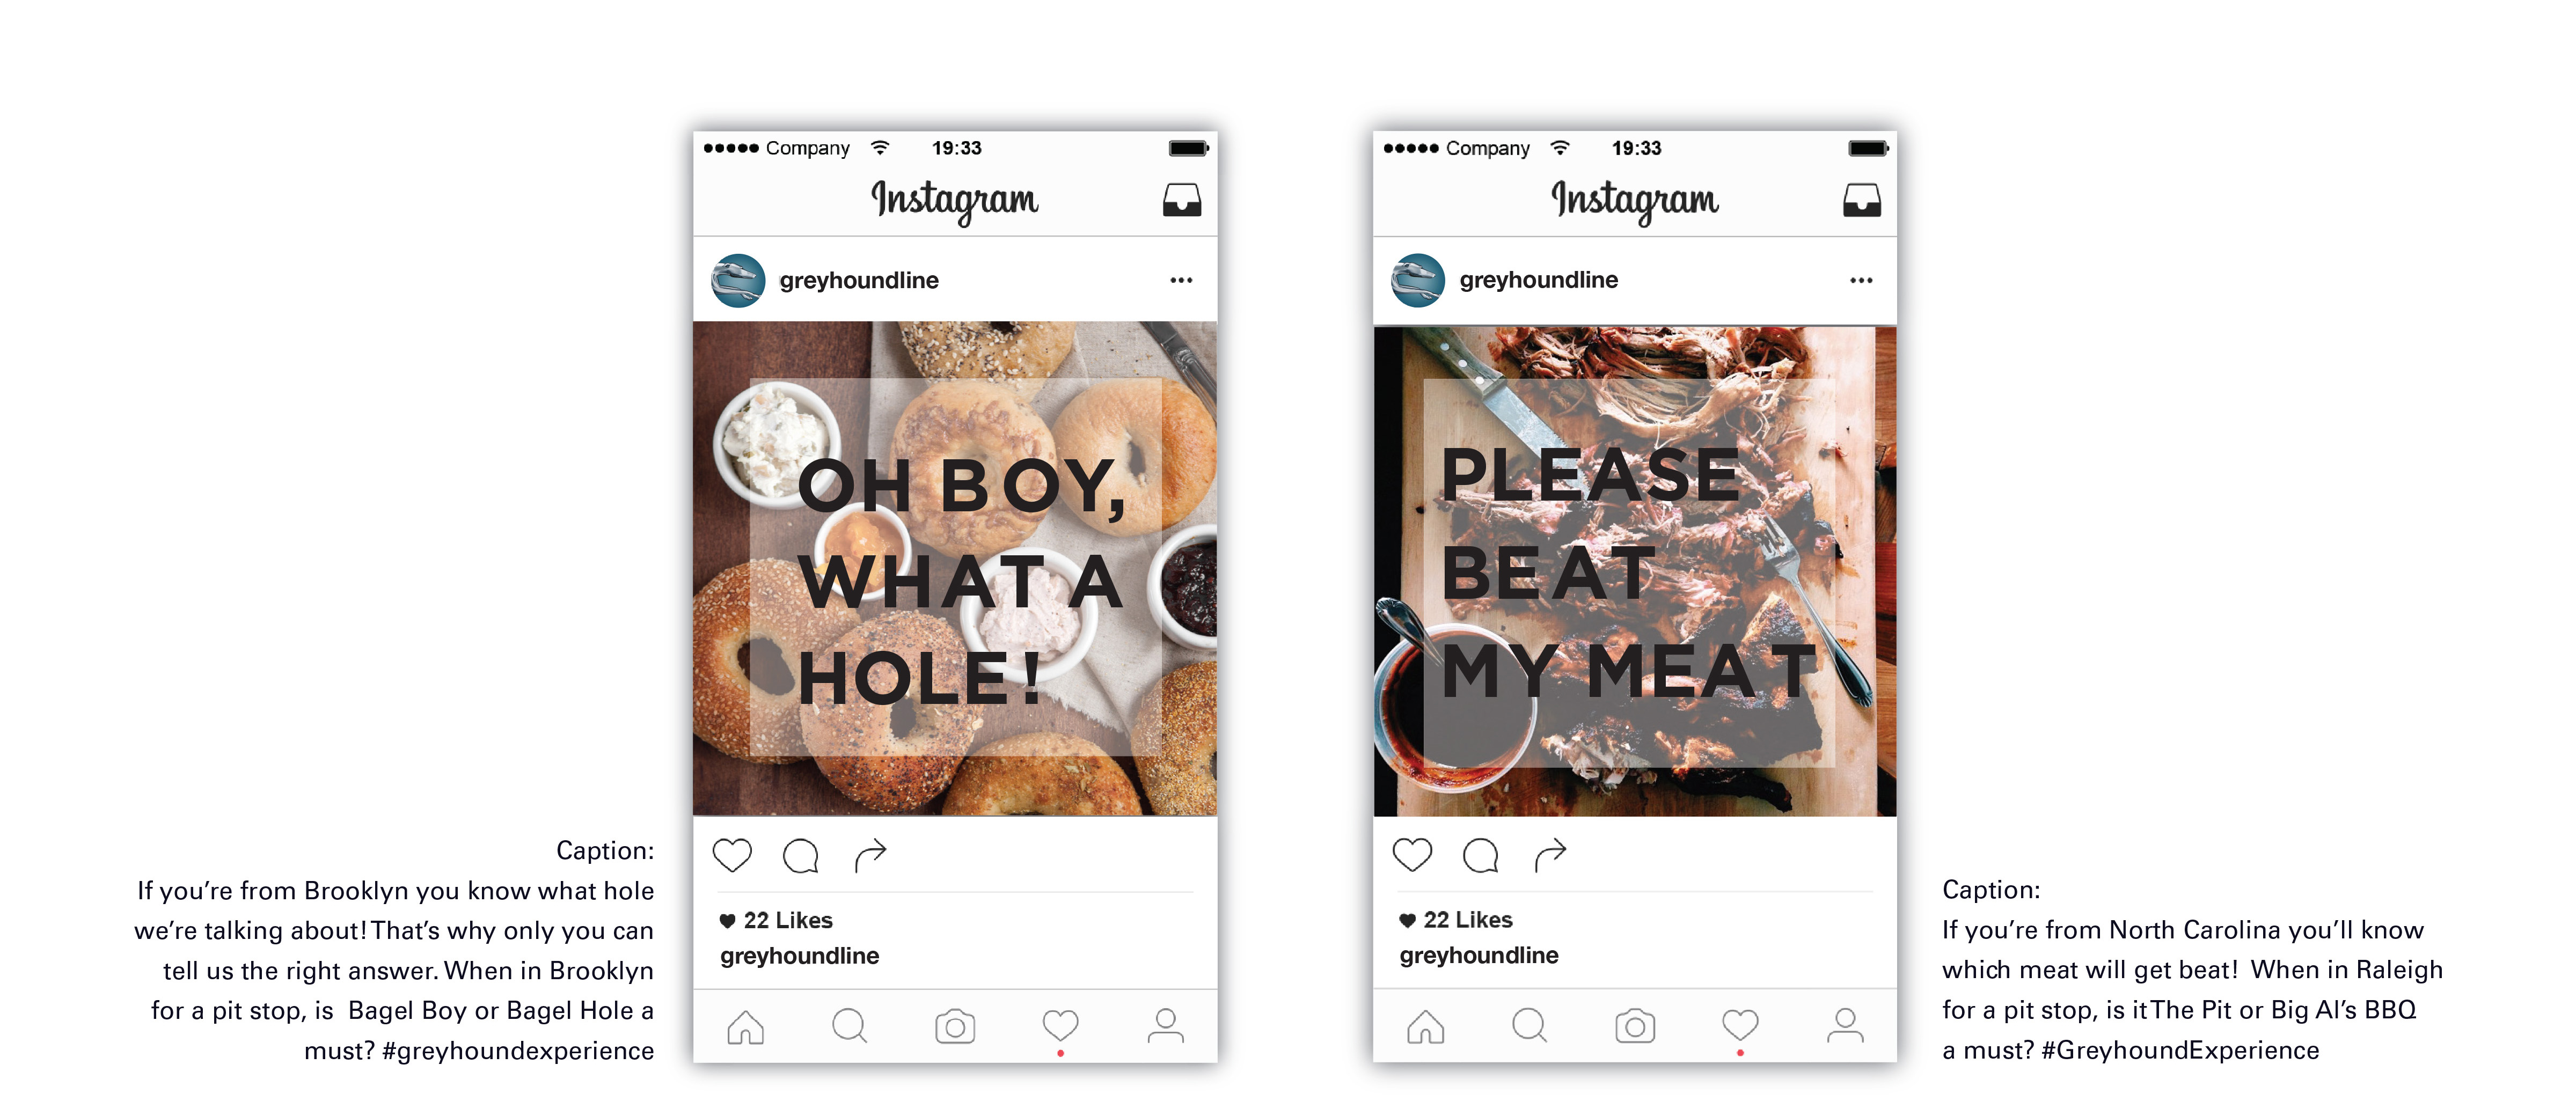 Company 19:33
Instagram
greyhoundline
OH BOY,
WHAT A
HOLE!
22 Likes
greyhoundline
Caption:
If you're from Brooklyn you know what hole
we're talking about! That's why only you can
tell us the right answer. When in Brooklyn
for a pit stop, is Bagel Boy or Bagel Hole a
must? #greyhoundexperience
Company 19:33
Instagram
greyhoundline
PLEASE
BEAT
MY MEAT
22 Likes
greyhoundline
Caption:
If you're from North Carolina you'll know
which meat will get beat! When in Raleigh
for a pit stop, is it The Pit or Big Al's BBQ
a must? #GreyhoundExperience